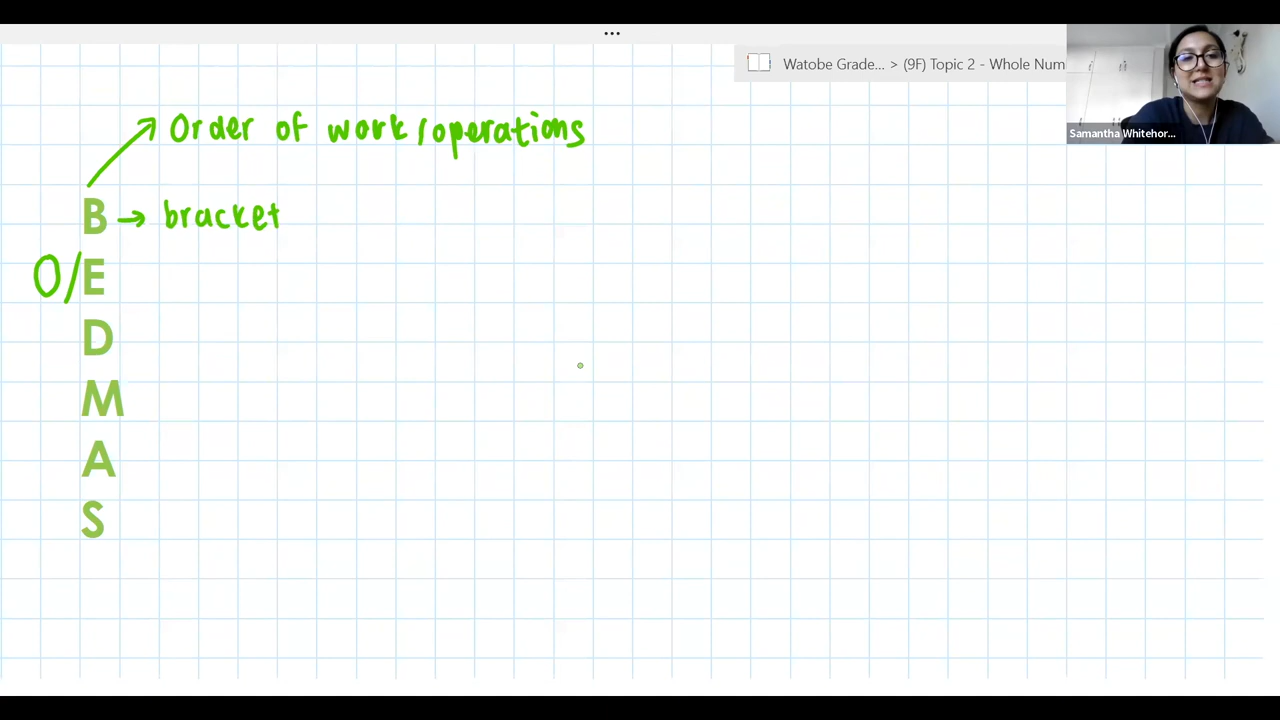 ...
Watobe Grade... > (9F) Topic 2 - Whole Num
Samantha Whitehor...
Order of work/operations
B → bracket
O/E
D
M
A
S